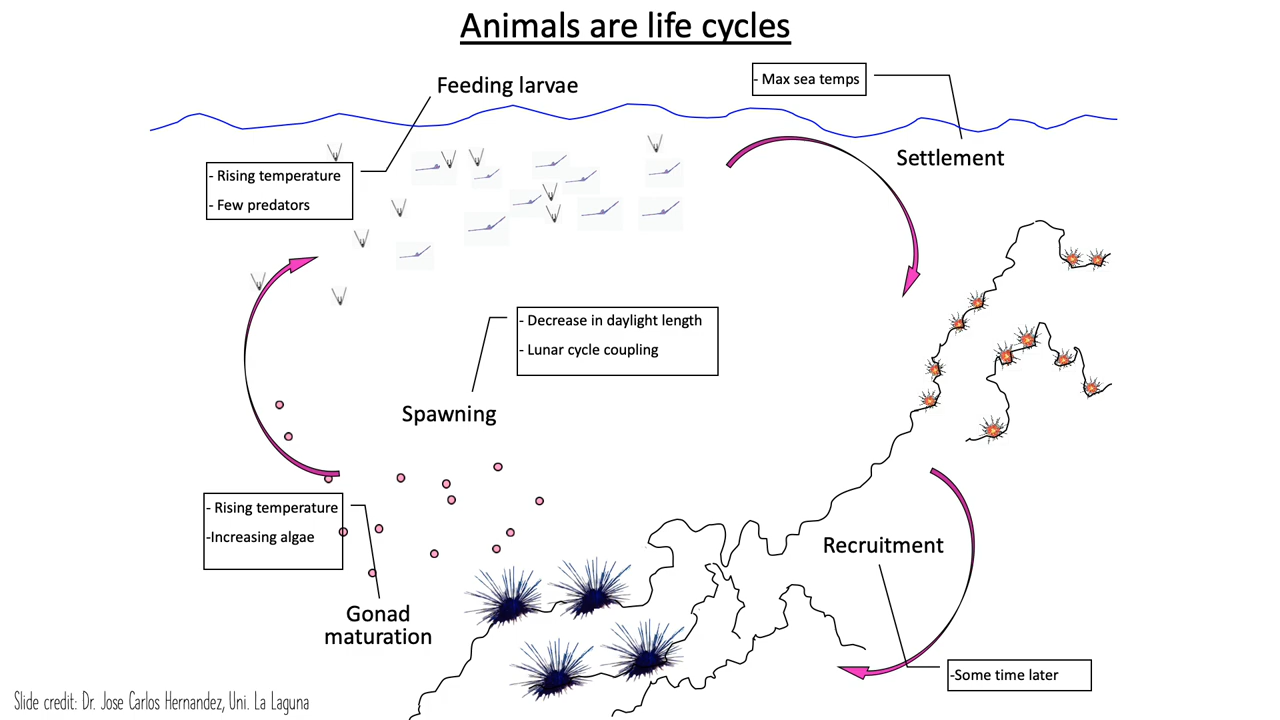 Animals are life cycles
Feeding larvae
- Max sea temps
Settlement
- Rising temperature
- Few predators
- Decrease in daylight length
- Lunar cycle coupling
Spawning
- Rising temperature
-Increasing algae
Recruitment
Gonad
maturation
-Some time later
Slide credit: Dr. Jose Carlos Hernandez, Uni. La Laguna